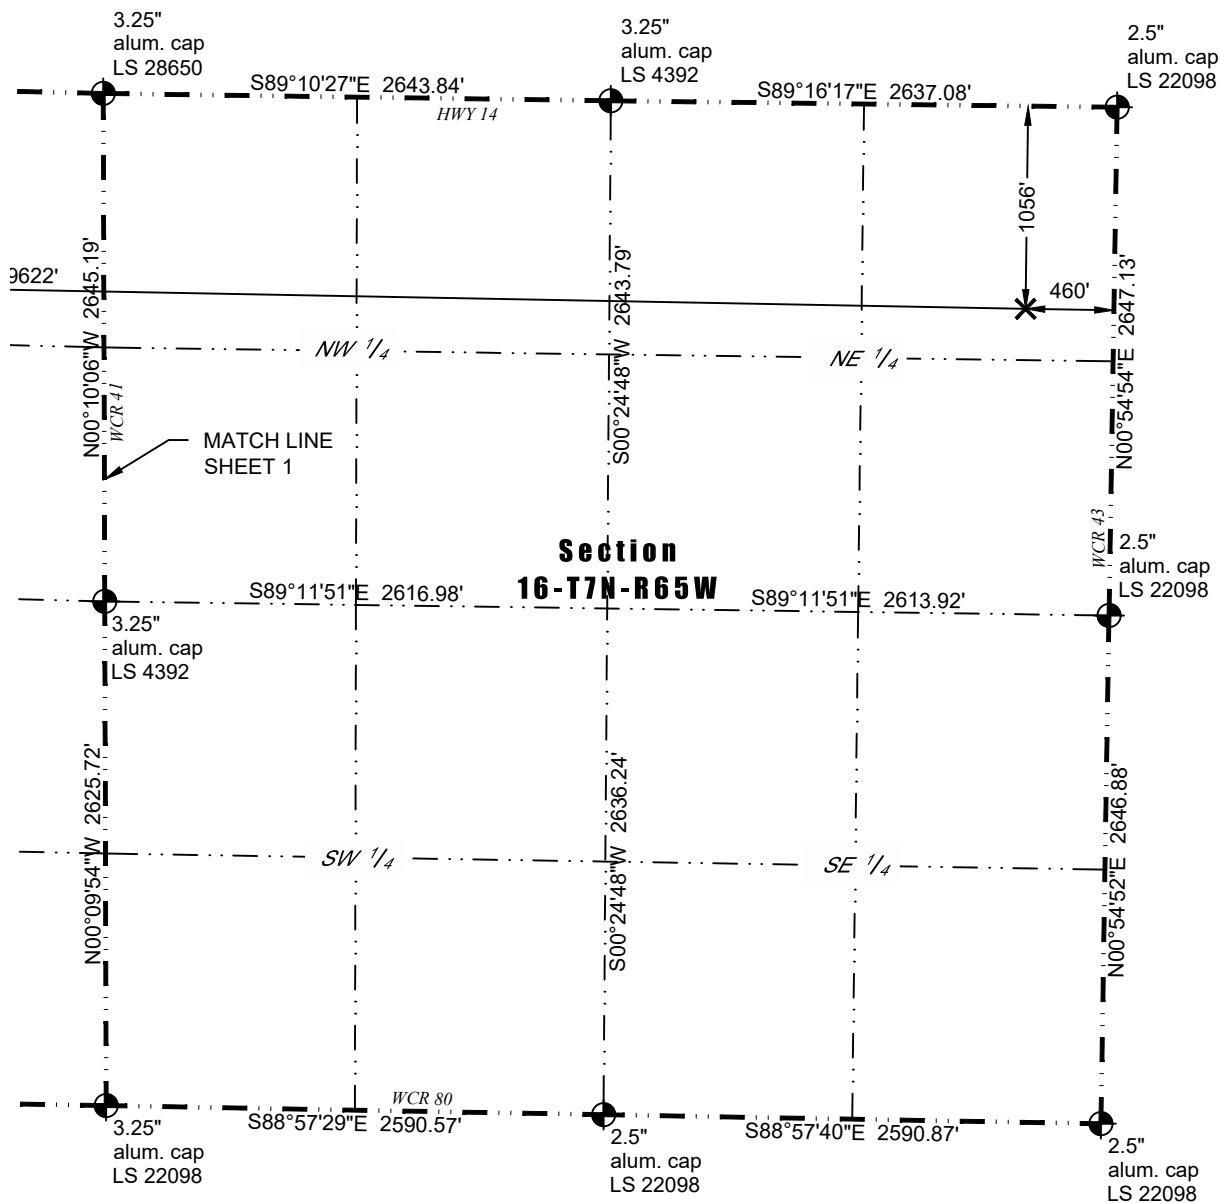 3.25"
alum. cap
LS 28650
3.25"
alum. cap
LS 4392
2.5"
alum. cap
LS 22098
S89°10'27"E 2643.84'
S89°16'17"E 2637.08'
HWY 14
1056'
460'
9622'
N00°10'06"W 2645.19'
WCR 41
S00°24'48"W 2643.79'
N00°54'54"E 2647.13'
NW 1/4
NE 1/4
MATCH LINE
SHEET 1
Section
16-T7N-R65W
WCR 43
2.5"
alum. cap
LS 22098
S89°11'51"E 2616.98'
S89°11'51"E 2613.92'
3.25"
alum. cap
LS 4392
N00°09'54"W 2625.72'
S00°24'48"W 2636.24'
N00°54'52"E 2646.88'
SW 1/4
SE 1/4
WCR 80
S88°57'29"E 2590.57'
S88°57'40"E 2590.87'
3.25"
alum. cap
LS 22098
2.5"
alum. cap
LS 22098
2.5"
alum. cap
LS 22098